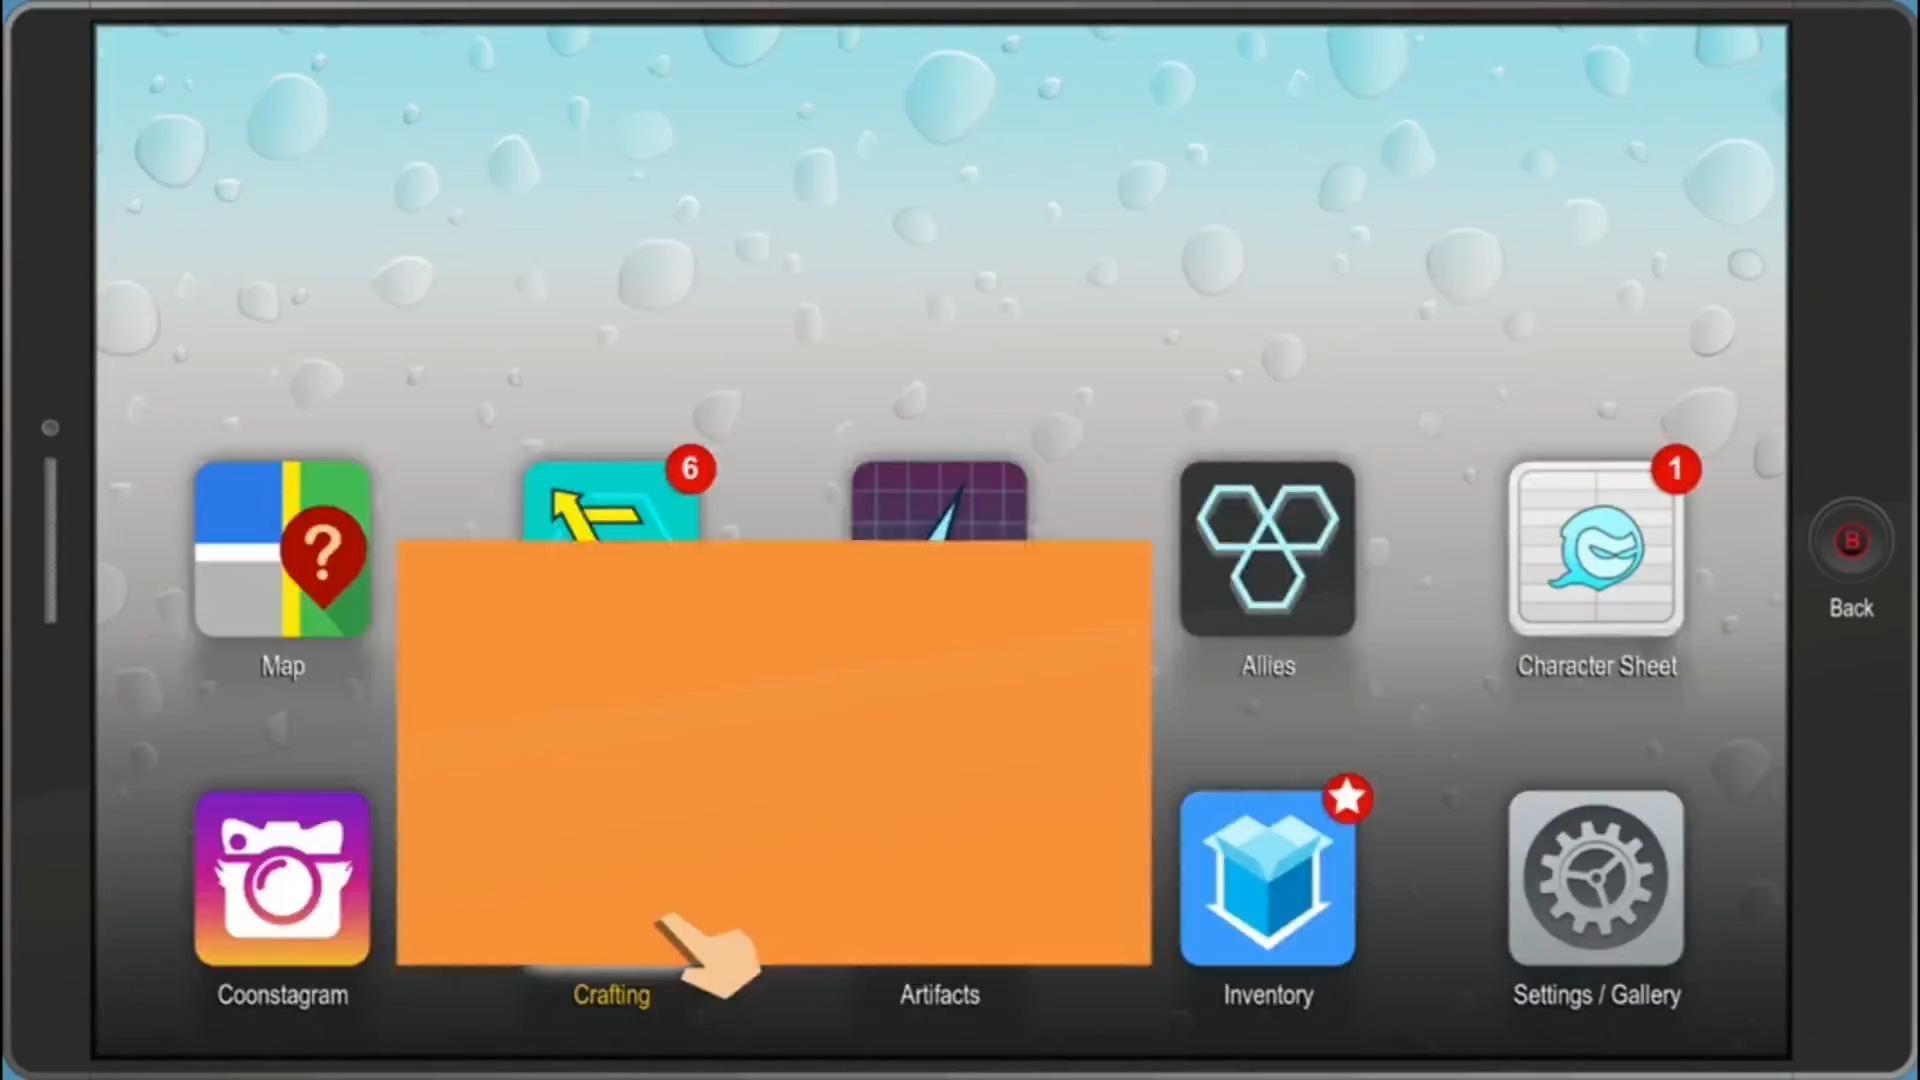 6
1
?
B
Back
Map
Allies
Character Sheet
Coonstagram
Crafting
Artifacts
Inventory
Settings / Gallery